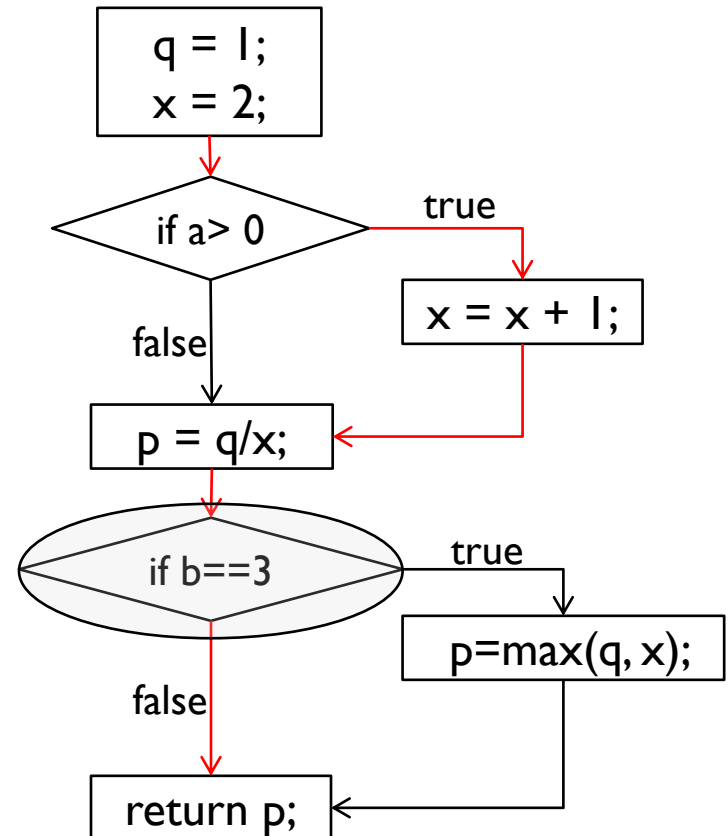 q = 1;
x = 2;
if a> 0
true
x = x + 1;
false
p = q/x;
if b==3
true
p=max(q, x);
false
return p;